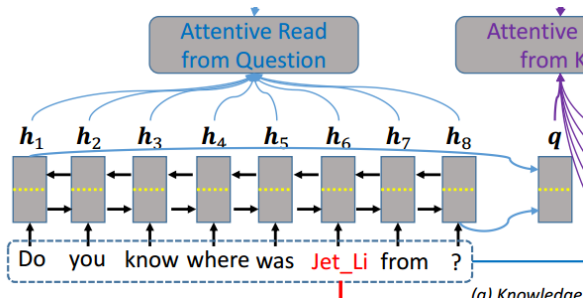 Attentive Read
from Question
Attentive
from K
h1 h2 h3 h4 h5 h6 h7 h8 q
Do you know where was Jet_Li from ?
(a) Knowledge